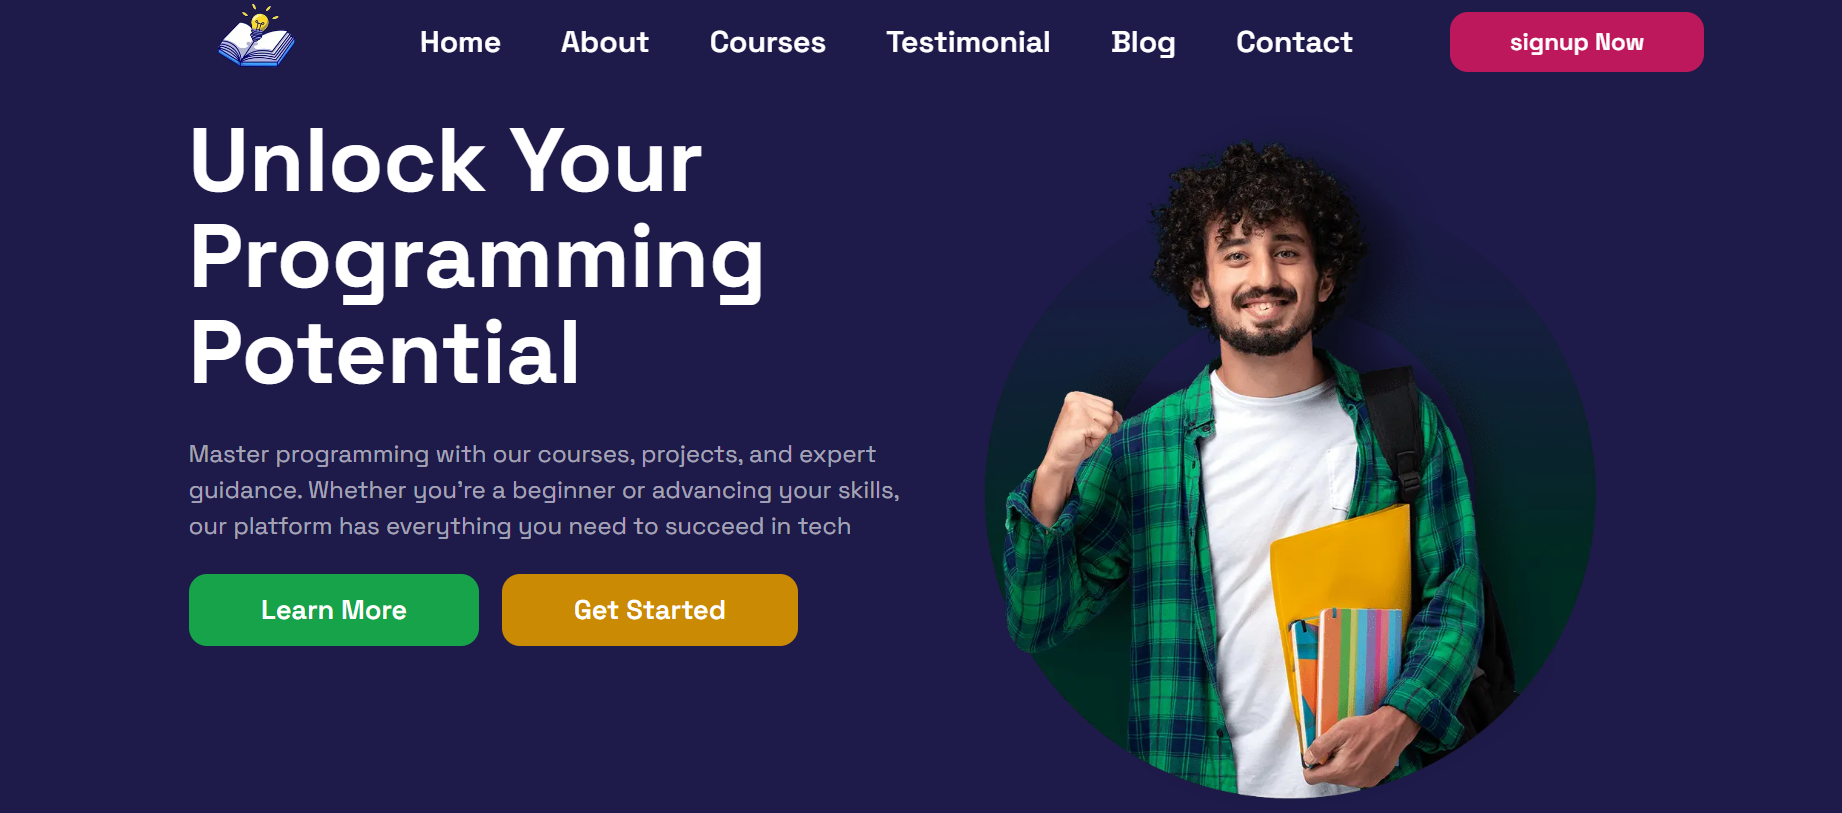 Home About Courses Testimonial Blog Contact signup Now
Unlock Your
Programming
Potential
Master programming with our courses, projects, and expert
guidance. Whether you're a beginner or advancing your skills,
our platform has everything you need to succeed in tech
Learn More Get Started